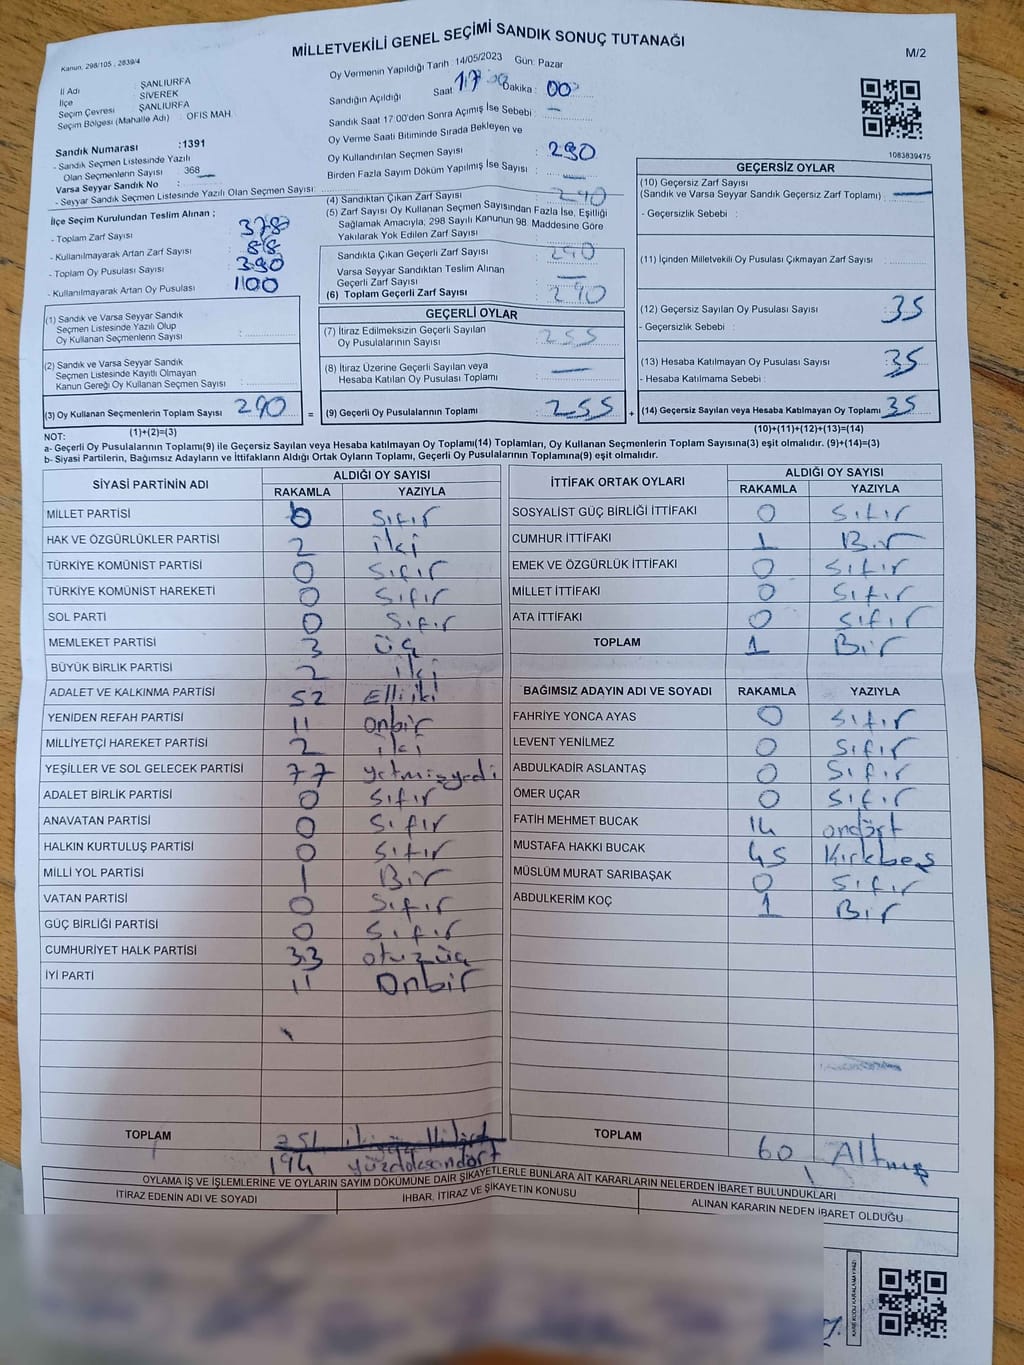 MİLLETVEKİLİ GENEL SEÇİMİ SANDIK SONUÇ TUTANAĞI
M/2
Kanun, 298/105 , 2839/4
İl Adı : ŞANLIURFA
İlçe : SİVEREK
Seçim Çevresi : ŞANLIURFA
Seçim Bölgesi (Mahalle Adı) : OFIS MAH.
Sandık Numarası :1391
- Sandık Seçmen Listesinde Yazılı
Olan Seçmenlerin Sayısı : 368
Varsa Seyyar Sandık No :
- Seyyar Sandık Seçmen Listesinde Yazılı Olan Seçmen Sayısı:
Oy Vermenin Yapıldığı Tarih :14/05/2023 Gün: Pazar
Sandığın Açıldığı Saat 17 00 Dakika : 00
Sandık Saat 17:00'den Sonra Açımış İse Sebebi : —
Oy Verme Saati Bitiminde Sırada Bekleyen ve
Oy Kullandırılan Seçmen Sayısı : 290
Birden Fazla Sayım Döküm Yapılmış İse Sayısı : —
İlçe Seçim Kurulundan Teslim Alınan ;
- Toplam Zarf Sayısı : 378
- Kullanılmayarak Artan Zarf Sayısı : 88
- Toplam Oy Pusulası Sayısı : 390
- Kullanılmayarak Artan Oy Pusulası : 100
(4) Sandıktan Çıkan Zarf Sayısı : 290
(5) Zarf Sayısı Oy Kullanan Seçmen Sayısından Fazla İse, Eşitliği
Sağlamak Amacıyla; 298 Sayılı Kanunun 98. Maddesine Göre
Yakılarak Yok Edilen Zarf Sayısı :
Sandıkla Çıkan Geçerli Zarf Sayısı : 290
Varsa Seyyar Sandıktan Teslim Alınan
Geçerli Zarf Sayısı : —
(6) Toplam Geçerli Zarf Sayısı : 290
1083839475
GEÇERSİZ OYLAR
(10) Geçersiz Zarf Sayısı
(Sandık ve Varsa Seyyar Sandık Geçersiz Zarf Toplamı) : —
- Geçersizlik Sebebi :
(11) İçinden Milletvekili Oy Pusulası Çıkmayan Zarf Sayısı :
(12) Geçersiz Sayılan Oy Pusulası Sayısı : 35
- Geçersizlik Sebebi :
(13) Hesaba Katılmayan Oy Pusulası Sayısı : 35
- Hesaba Katılmama Sebebi :
(1) Sandık ve Varsa Seyyar Sandık
Seçmen Listesinde Yazılı Olup
Oy Kullanan Seçmenlerın Sayısı :
(2) Sandık ve Varsa Seyyar Sandık
Seçmen Listesinde Kayıtlı Olmayan
Kanun Gereği Oy Kullanan Seçmen Sayısı :
GEÇERLİ OYLAR
(7) İtiraz Edilmeksizin Geçerli Sayılan
Oy Pusulalarının Sayısı : 255
(8) İtiraz Üzerine Geçerli Sayılan veya
Hesaba Katılan Oy Pusulası Toplamı : —
(3) Oy Kullanan Seçmenlerin Toplam Sayısı 290 = (9) Geçerli Oy Pusulalarının Toplamı : 255 + (14) Geçersiz Sayılan veya Hesaba Katılmayan Oy Toplamı : 35
(1)+(2)=(3) (10)+(11)+(12)+(13)=(14)
NOT:
a- Geçerli Oy Pusulalarının Toplamı(9) ile Geçersiz Sayılan veya Hesaba katılmayan Oy Toplamı(14) Toplamları, Oy Kullanan Seçmenlerin Toplam Sayısına(3) eşit olmalıdır. (9)+(14)=(3)
b- Siyasi Partilerin, Bağımsız Adayların ve İttifakların Aldığı Ortak Oyların Toplamı, Geçerli Oy Pusulalarının Toplamına(9) eşit olmalıdır.
SİYASİ PARTİNİN ADI ALDIĞI OY SAYISI
RAKAMLA YAZIYLA
MİLLET PARTİSİ 0 Sıfır
HAK VE ÖZGÜRLÜKLER PARTİSİ 2 iki
TÜRKİYE KOMÜNİST PARTİSİ 0 Sıfır
TÜRKİYE KOMÜNİST HAREKETİ 0 Sıfır
SOL PARTİ 0 Sıfır
MEMLEKET PARTİSİ 3 üç
BÜYÜK BİRLİK PARTİSİ 2 iki
ADALET VE KALKINMA PARTİSİ 52 Elliiki
YENİDEN REFAH PARTİSİ 11 onbir
MİLLİYETÇİ HAREKET PARTİSİ 2 iki
YEŞİLLER VE SOL GELECEK PARTİSİ 77 yetmişyedi
ADALET BİRLİK PARTİSİ 0 Sıfır
ANAVATAN PARTİSİ 0 Sıfır
HALKIN KURTULUŞ PARTİSİ 0 Sıfır
MİLLİ YOL PARTİSİ 1 Bir
VATAN PARTİSİ 0 Sıfır
GÜÇ BİRLİĞİ PARTİSİ 0 Sıfır
CUMHURİYET HALK PARTİSİ 33 otuzüç
İYİ PARTİ 11 Onbir
TOPLAM 194 yüzdoksandört
İTTİFAK ORTAK OYLARI ALDIĞI OY SAYISI
RAKAMLA YAZIYLA
SOSYALİST GÜÇ BİRLİĞİ İTTİFAKI 0 Sıfır
CUMHUR İTTİFAKI 1 Bir
EMEK VE ÖZGÜRLÜK İTTİFAKI 0 Sıfır
MİLLET İTTİFAKI 0 Sıfır
ATA İTTİFAKI 0 Sıfır
TOPLAM 1 Bir
BAĞIMSIZ ADAYIN ADI VE SOYADI RAKAMLA YAZIYLA
FAHRİYE YONCA AYAS 0 Sıfır
LEVENT YENİLMEZ 0 Sıfır
ABDULKADİR ASLANTAŞ 0 Sıfır
ÖMER UÇAR 0 Sıfır
FATİH MEHMET BUCAK 14 ondört
MUSTAFA HAKKI BUCAK 45 Kırkbeş
MÜSLÜM MURAT SARIBAŞAK 0 Sıfır
ABDULKERİM KOÇ 1 Bir
TOPLAM 60 Altmış
OYLAMA İŞ VE İŞLEMLERİNE VE OYLARIN SAYIM DÖKÜMÜNE DAİR ŞİKAYETLERLE BUNLARA AİT KARARLARIN NELERDEN İBARET BULUNDUKLARI
İTİRAZ EDENİN ADI VE SOYADI İHBAR, İTİRAZ VE ŞİKAYETİN KONUSU ALINAN KARARIN NEDEN İBARET OLDUĞU